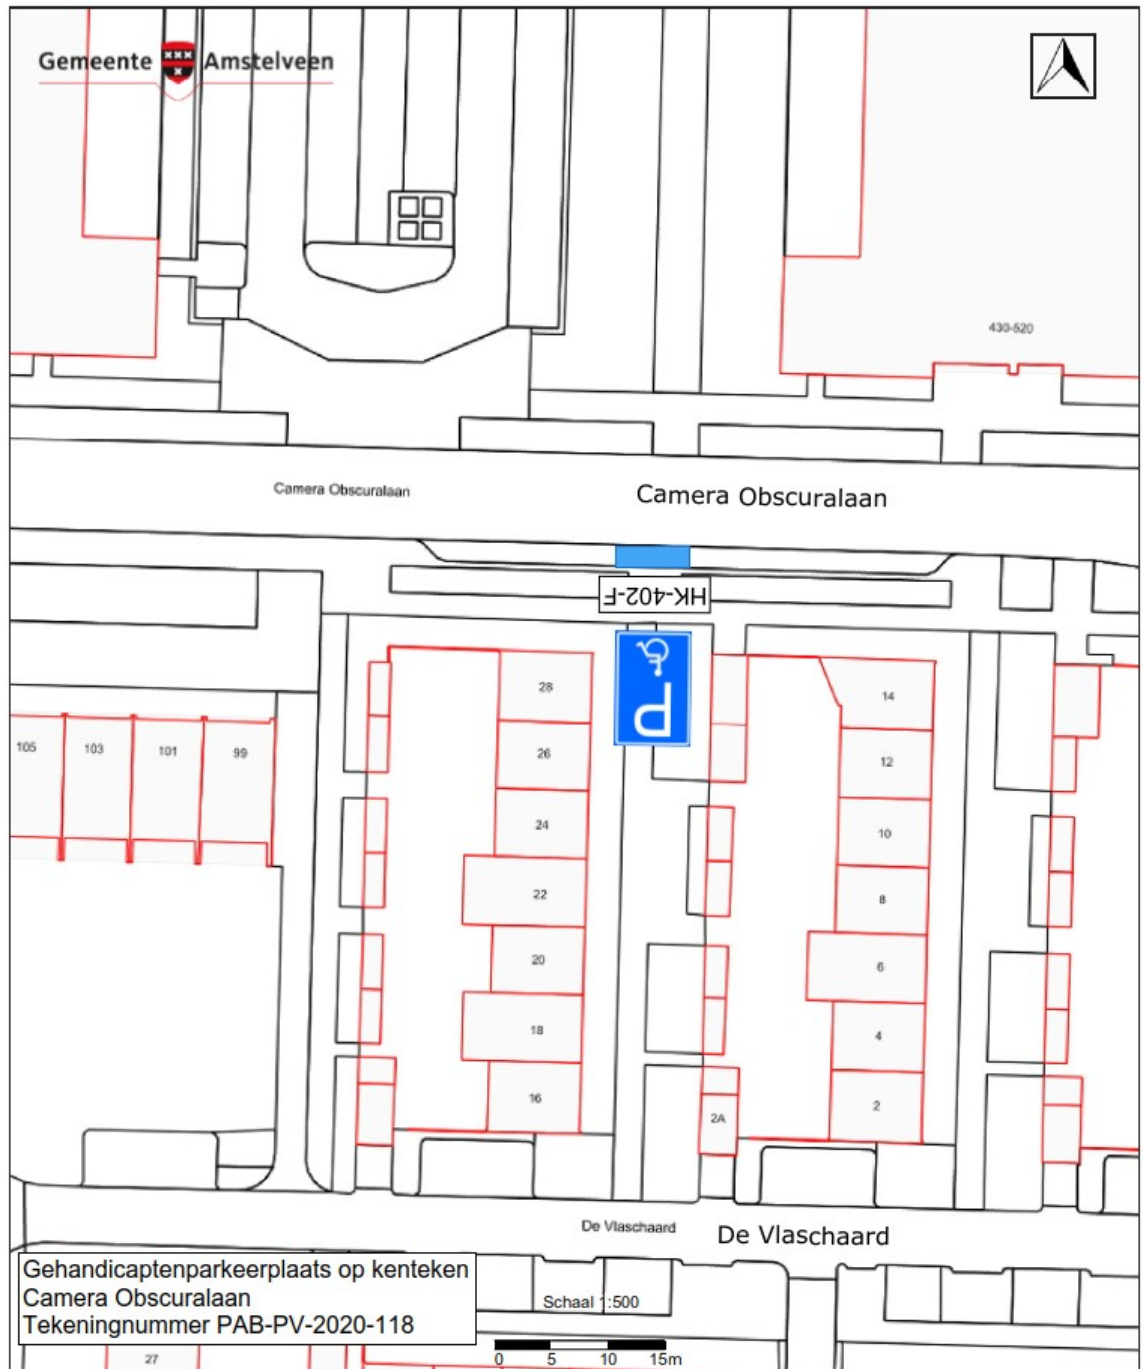 Gemeente Amstelveen
430-520
Camera Obscuralaan
Camera Obscuralaan
HK-402-F
P
28
14
105
103
101
99
26
12
24
10
22
8
20
6
18
4
16
2A
2
De Vlaschaard
De Vlaschaard
Gehandicaptenparkeerplaats op kenteken
Camera Obscuralaan
Tekeningnummer PAB-PV-2020-118
Schaal 1:500
0 5 10 15m
27